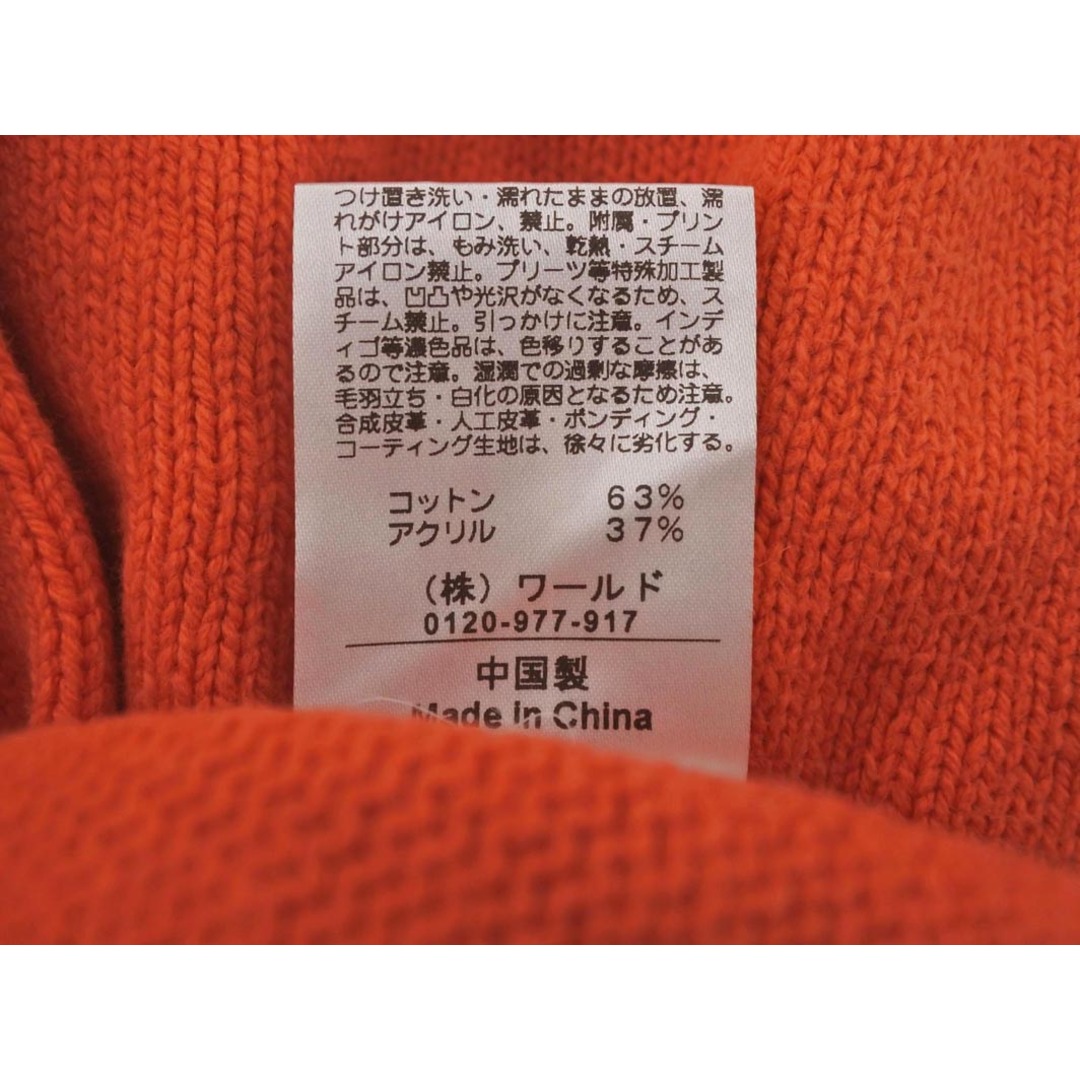 つけ置き洗い・濡れたままの放置、濡
れがけアイロン、禁止。附属・プリン
ト部分は、もみ洗い、乾熱・スチーム
アイロン禁止。プリーツ等特殊加工製
品は、凹凸や光沢がなくなるため、ス
チーム禁止。引っかけに注意。インデ
ィゴ等濃色品は、色移りすることがあ
るので注意。湿潤での過剰な摩擦は、
毛羽立ち・白化の原因となるため注意。
合成皮革・人工皮革・ボンディング・
コーティング生地は、徐々に劣化する。
コットン 63%
アクリル 37%
(株)ワールド
0120-977-917
中国製
Made in China